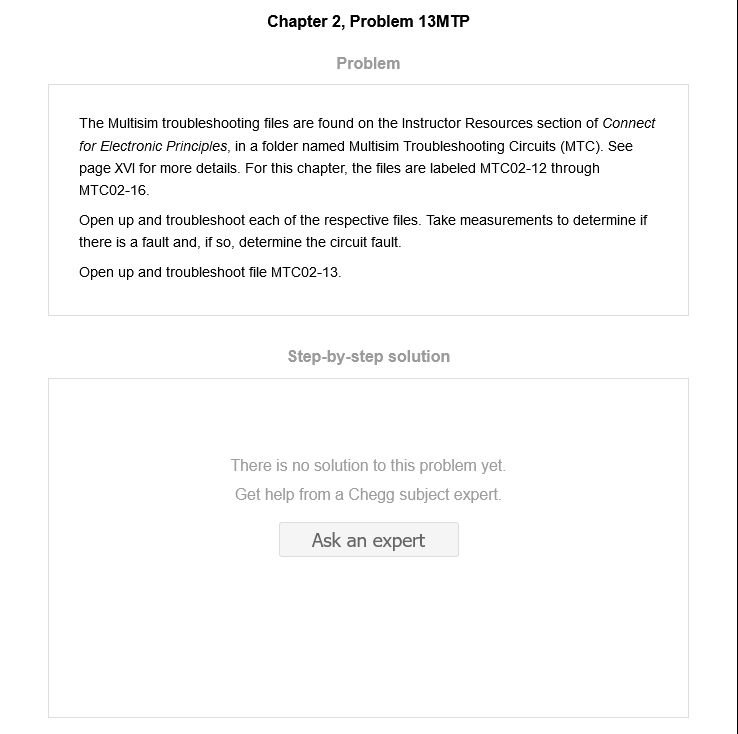 Chapter 2, Problem 13MTP
Problem
The Multisim troubleshooting files are found on the Instructor Resources section of Connect
for Electronic Principles, in a folder named Multisim Troubleshooting Circuits (MTC). See
page XVI for more details. For this chapter, the files are labeled MTC02-12 through
MTC02-16.
Open up and troubleshoot each of the respective files. Take measurements to determine if
there is a fault and, if so, determine the circuit fault.
Open up and troubleshoot file MTC02-13.
Step-by-step solution
There is no solution to this problem yet.
Get help from a Chegg subject expert.
Ask an expert